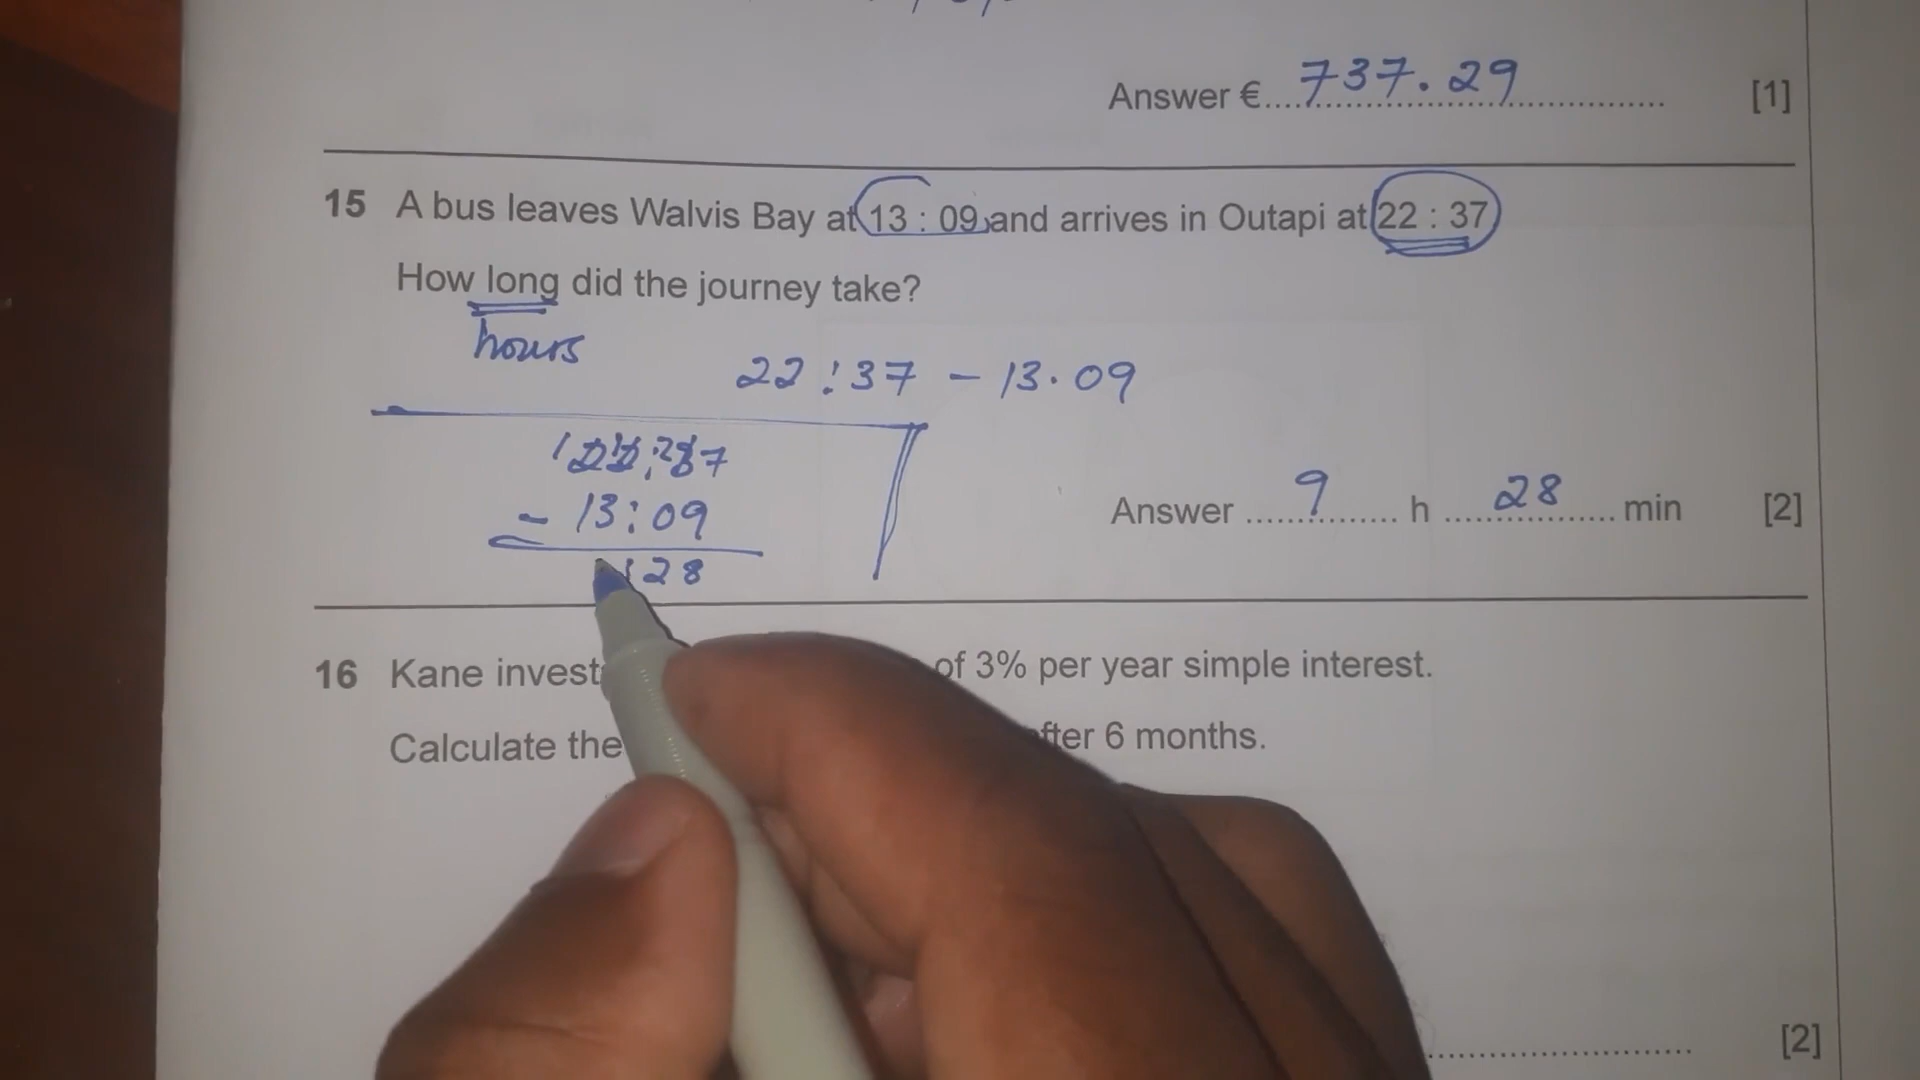 Answer € 737.29 [1]
15 A bus leaves Walvis Bay at 13 : 09 and arrives in Outapi at 22 : 37
How long did the journey take?
hours
22:37 - 13.09
- 13:09
28
Answer 9 h 28 min [2]
16 Kane invest of 3% per year simple interest.
Calculate the after 6 months.
[2]